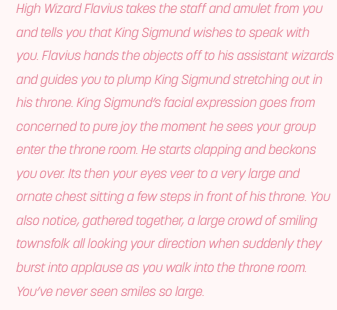 High Wizard Flavius takes the staff and amulet from you
and tells you that King Sigmund wishes to speak with
you. Flavius hands the objects off to his assistant wizards
and guides you to plump King Sigmund stretching out in
his throne. King Sigmund's facial expression goes from
concerned to pure joy the moment he sees your group
enter the throne room. He starts clapping and beckons
you over. Its then your eyes veer to a very large and
ornate chest sitting a few steps in front of his throne. You
also notice, gathered together, a large crowd of smiling
townsfolk all looking your direction when suddenly they
burst into applause as you walk into the throne room.
You've never seen smiles so large.